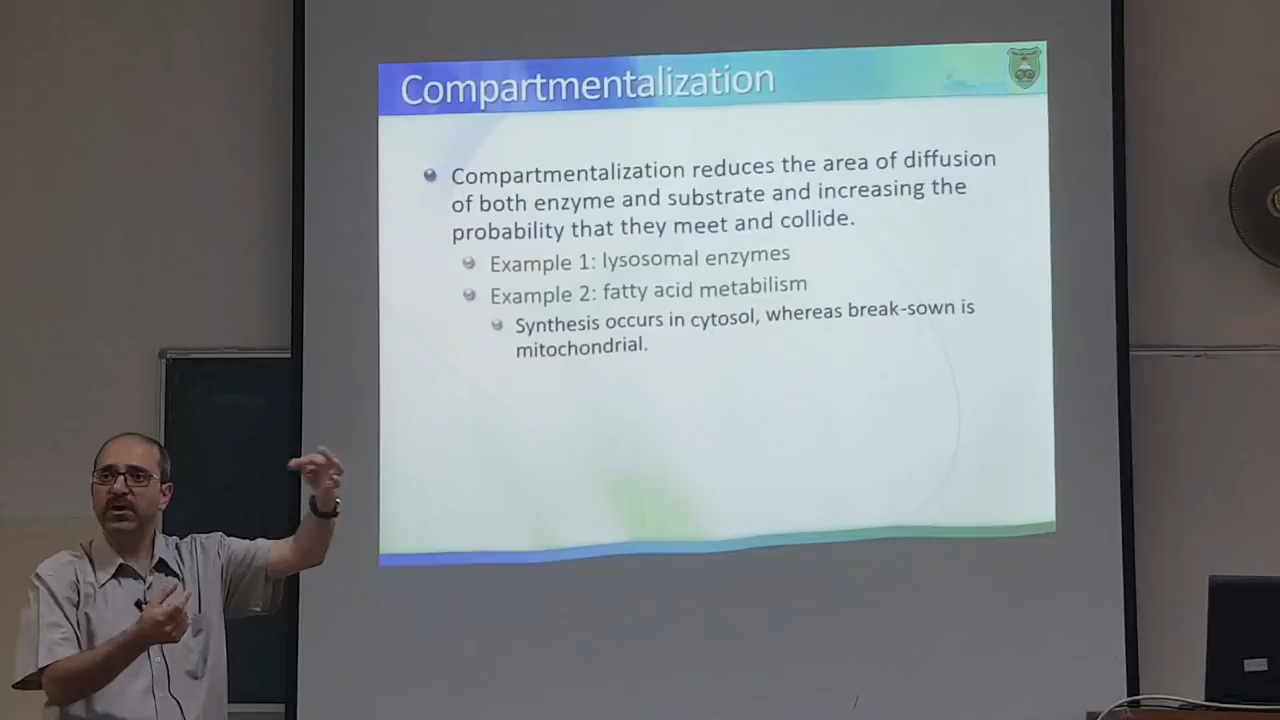 Compartmentalization
Compartmentalization reduces the area of diffusion
of both enzyme and substrate and increasing the
probability that they meet and collide.
Example 1: lysosomal enzymes
Example 2: fatty acid metabilism
Synthesis occurs in cytosol, whereas break-sown is
mitochondrial.